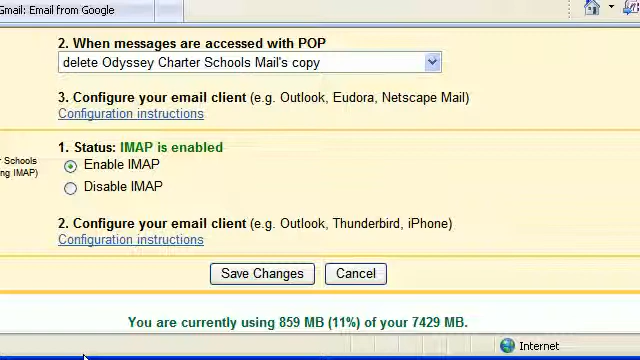 Gmail: Email from Google
2. When messages are accessed with POP
delete Odyssey Charter Schools Mail's copy
3. Configure your email client (e.g. Outlook, Eudora, Netscape Mail)
Configuration instructions
1. Status: IMAP is enabled
r Schools
ng IMAP)
Enable IMAP
Disable IMAP
2. Configure your email client (e.g. Outlook, Thunderbird, iPhone)
Configuration instructions
Save Changes Cancel
You are currently using 859 MB (11%) of your 7429 MB.
Internet